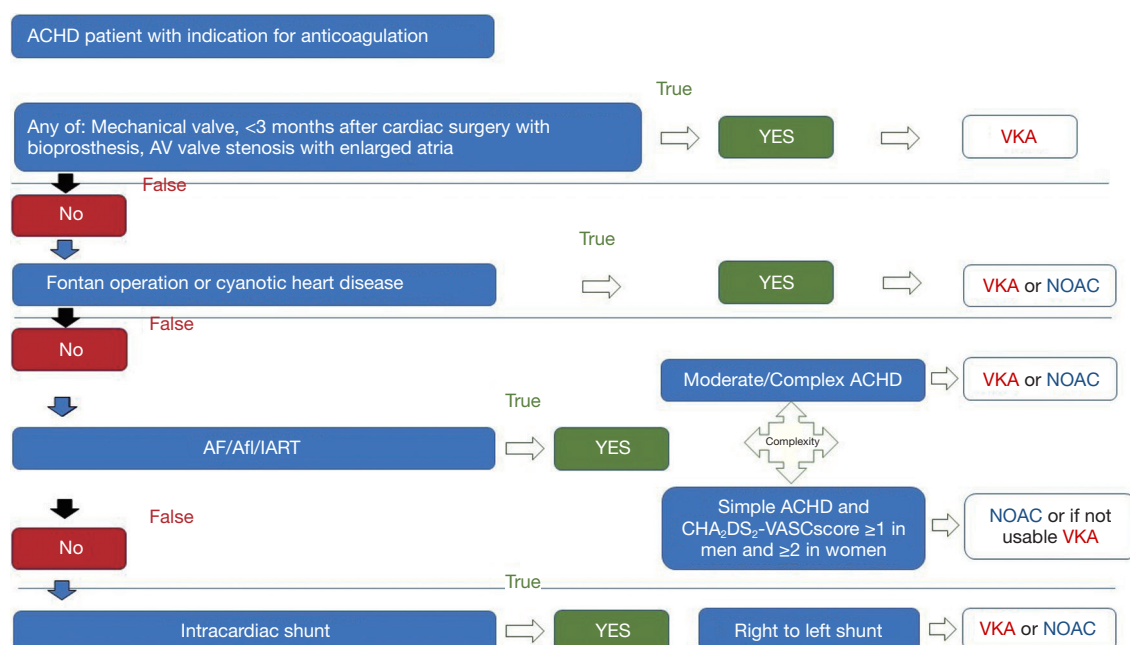 ACHD patient with indication for anticoagulation
True
Any of: Mechanical valve, <3 months after cardiac surgery with
bioprosthesis, AV valve stenosis with enlarged atria
YES
VKA
False
No
True
Fontan operation or cyanotic heart disease
YES
VKA or NOAC
False
No
Moderate/Complex ACHD
VKA or NOAC
True
Complexity
AF/Afl/IART
YES
Simple ACHD and
CHA₂DS₂-VASCscore ≥1 in
men and ≥2 in women
NOAC or if not
usable VKA
False
No
True
Intracardiac shunt
YES
Right to left shunt
VKA or NOAC